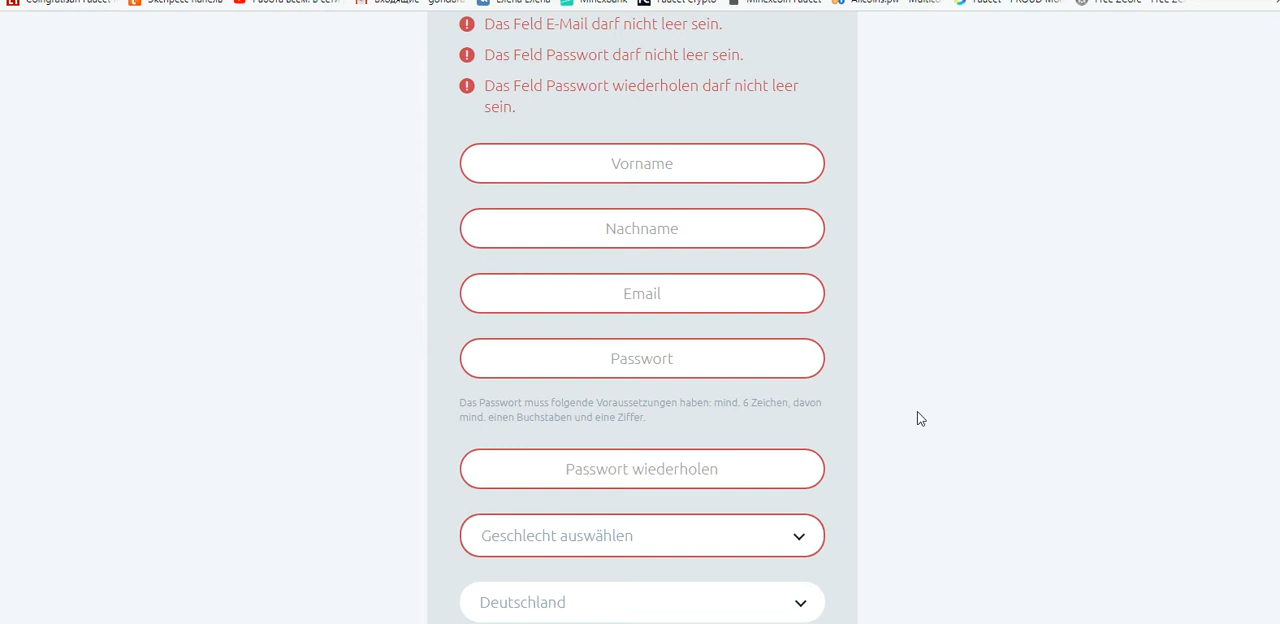 Das Feld E-Mail darf nicht leer sein.
Das Feld Passwort darf nicht leer sein.
Das Feld Passwort wiederholen darf nicht leer
sein.
Vorname
Nachname
Email
Passwort
Das Passwort muss folgende Voraussetzungen haben: mind. 6 Zeichen, davon
mind. einen Buchstaben und eine Ziffer.
Passwort wiederholen
Geschlecht auswählen
Deutschland